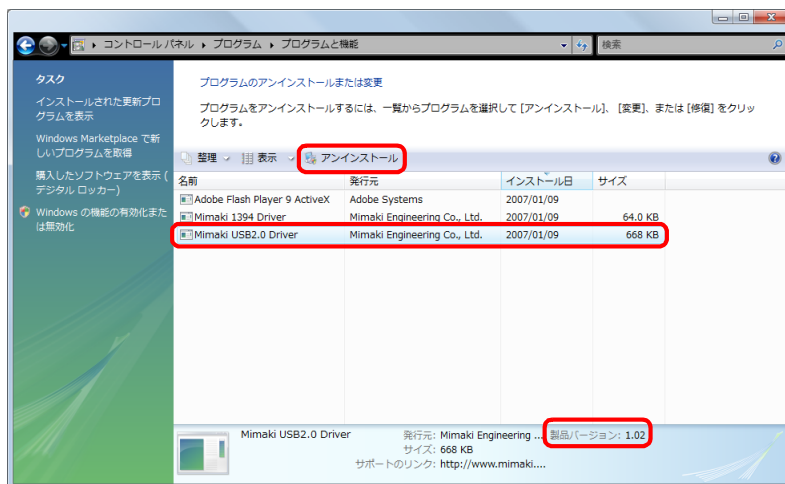 コントロール パネル ▸ プログラム ▸ プログラムと機能
検索
タスク
インストールされた更新プロ
グラムを表示
Windows Marketplace で新
しいプログラムを取得
購入したソフトウェアを表示 (
デジタル ロッカー)
Windows の機能の有効化また
は無効化
プログラムのアンインストールまたは変更
プログラムをアンインストールするには、一覧からプログラムを選択して [アンインストール]、[変更]、または [修復] をクリッ
クします。
整理 表示 アンインストール
名前 発行元 インストール日 サイズ
Adobe Flash Player 9 ActiveX Adobe Systems 2007/01/09
Mimaki 1394 Driver Mimaki Engineering Co., Ltd. 2007/01/09 64.0 KB
Mimaki USB2.0 Driver Mimaki Engineering Co., Ltd. 2007/01/09 668 KB
Mimaki USB2.0 Driver 発行元: Mimaki Engineering ... 製品バージョン: 1.02
サイズ: 668 KB
サポートのリンク: http://www.mimaki....